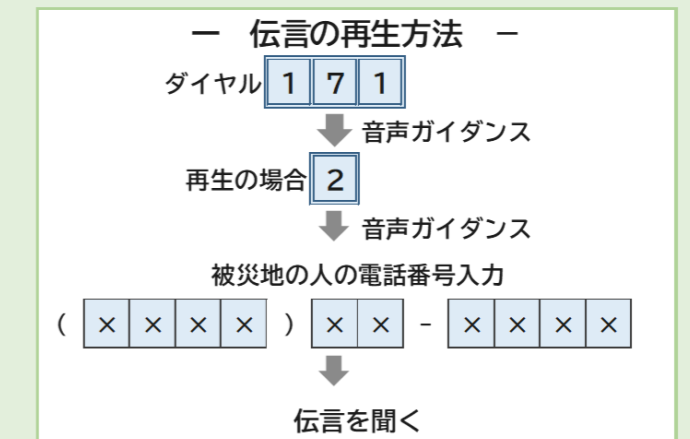 ー 伝言の再生方法 −
ダイヤル 1 7 1
音声ガイダンス
再生の場合 2
音声ガイダンス
被災地の人の電話番号入力
( × × × × ) × × - × × × ×
伝言を聞く